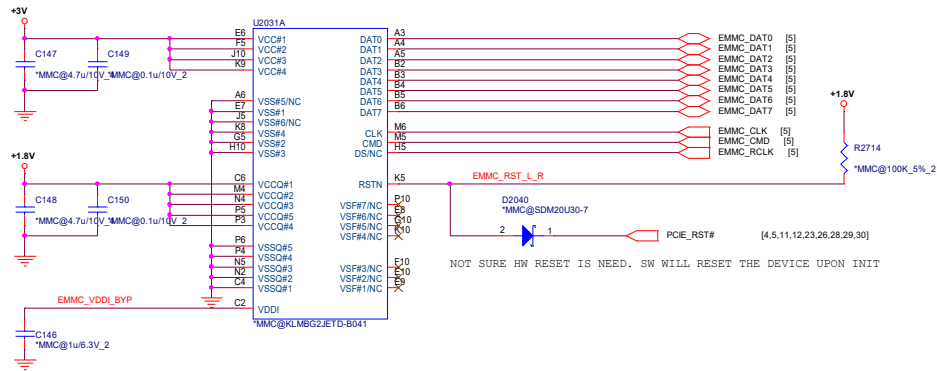 +3V
U2031A
C147
*MMC@4.7u/10V_2
C149
*MMC@0.1u/10V_2
E6 VCC#1
F5 VCC#2
J10 VCC#3
K9 VCC#4
A6 VSS#5/NC
E7 VSS#1
J5 VSS#6/NC
K8 VSS#4
G5 VSS#2
H10 VSS#3
+1.8V
C148
*MMC@4.7u/10V_2
C150
*MMC@0.1u/10V_2
C6 VCCQ#1
M4 VCCQ#2
N4 VCCQ#3
P5 VCCQ#5
P3 VCCQ#4
P6 VSSQ#5
P4 VSSQ#4
N5 VSSQ#3
N2 VSSQ#2
C4 VSSQ#1
EMMC_VDDI_BYP
C2 VDDI
C146
*MMC@1u/6.3V_2
*MMC@KLMBG2JETD-B041
DAT0 A3 EMMC_DAT0 [5]
DAT1 A4 EMMC_DAT1 [5]
DAT2 A5 EMMC_DAT2 [5]
DAT3 B2 EMMC_DAT3 [5]
DAT4 B3 EMMC_DAT4 [5]
DAT5 B4 EMMC_DAT5 [5]
DAT6 B5 EMMC_DAT6 [5]
DAT7 B6 EMMC_DAT7 [5]
CLK M6 EMMC_CLK [5]
CMD M5 EMMC_CMD [5]
DS/NC H5 EMMC_RCLK [5]
RSTN K5 EMMC_RST_L_R
+1.8V
R2714
*MMC@100K_5%_2
VSF#7/NC P10
VSF#6/NC E8
VSF#5/NC G10
VSF#4/NC K10
VSF#3/NC F10
VSF#2/NC E10
VSF#1/NC E9
D2040
*MMC@SDM20U30-7
2 1 PCIE_RST# [4,5,11,12,23,26,28,29,30]
NOT SURE HW RESET IS NEED. SW WILL RESET THE DEVICE UPON INIT